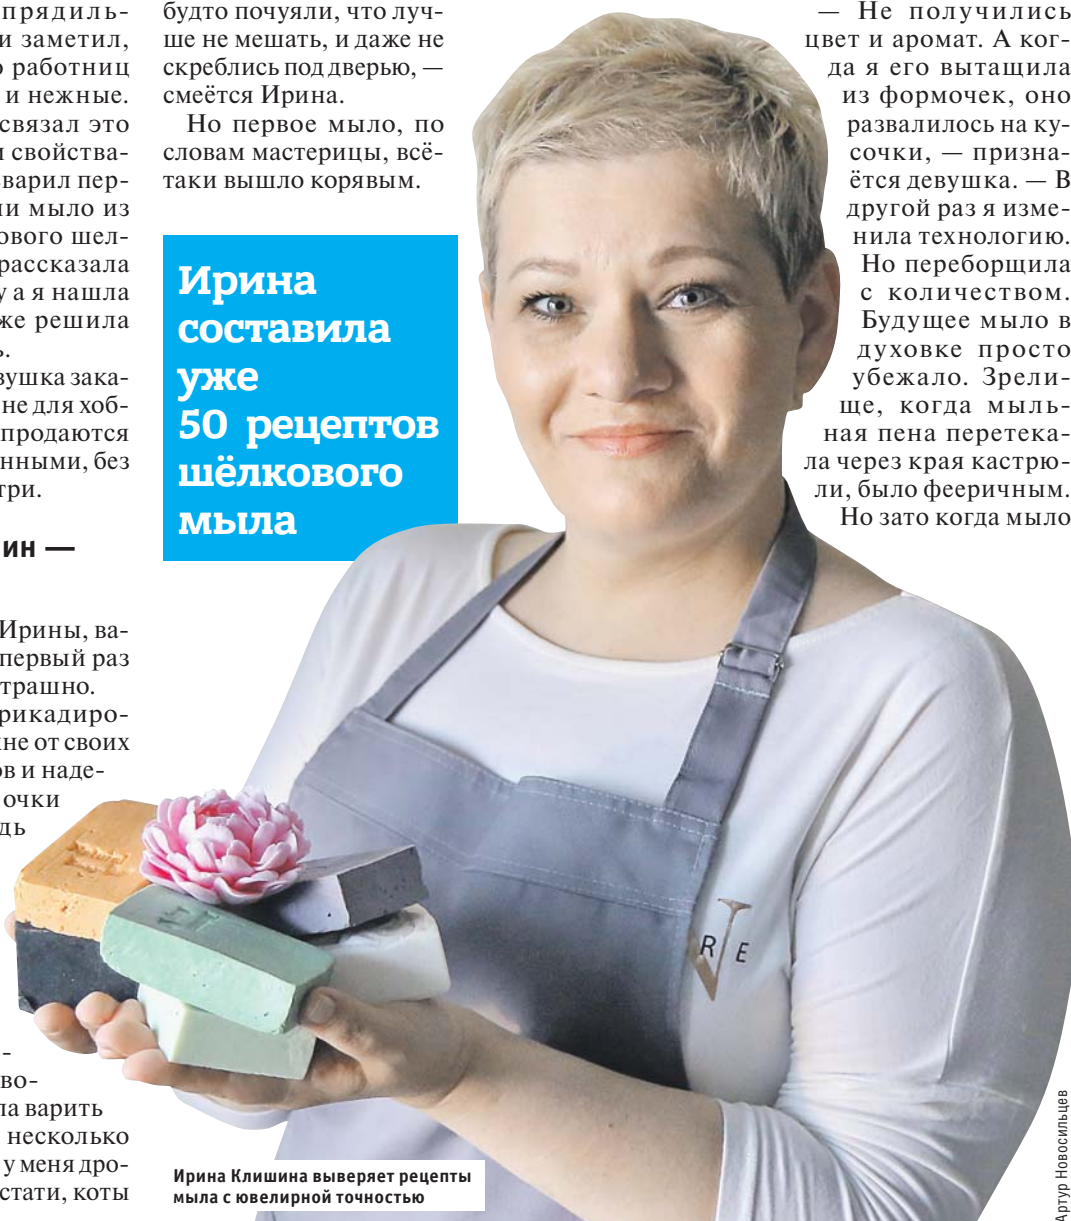 прядиль-
и заметил,
о работниц
и нежные.
связал это
и свойства-
варил пер-
ли мыло из
ового шел-
рассказала
у а я нашла
же решила
ь.
вушка зака-
не для хоб-
продаются
нными, без
три.
ин —
Ирины, ва-
первый раз
трашно.
рикадиро-
не от своих
ов и наде-
очки
дь
-
во-
ла варить
несколько
у меня дро-
стати, коты
будто почуяли, что луч-
ше не мешать, и даже не
скреблись под дверью, —
смеётся Ирина.
Но первое мыло, по
словам мастерицы, всё-
таки вышло корявым.
Ирина
составила
уже
50 рецептов
шёлкового
мыла
— Не получились
цвет и аромат. А ког-
да я его вытащила
из формочек, оно
развалилось на ку-
сочки, — призна-
ётся девушка. — В
другой раз я изме-
нила технологию.
Но переборщила
с количеством.
Будущее мыло в
духовке просто
убежало. Зрели-
ще, когда мыль-
ная пена перетека-
ла через края кастрю-
ли, было фееричным.
Но зато когда мыло
RE
Ирина Клишина выверяет рецепты
мыла с ювелирной точностью
Артур Новосильцев